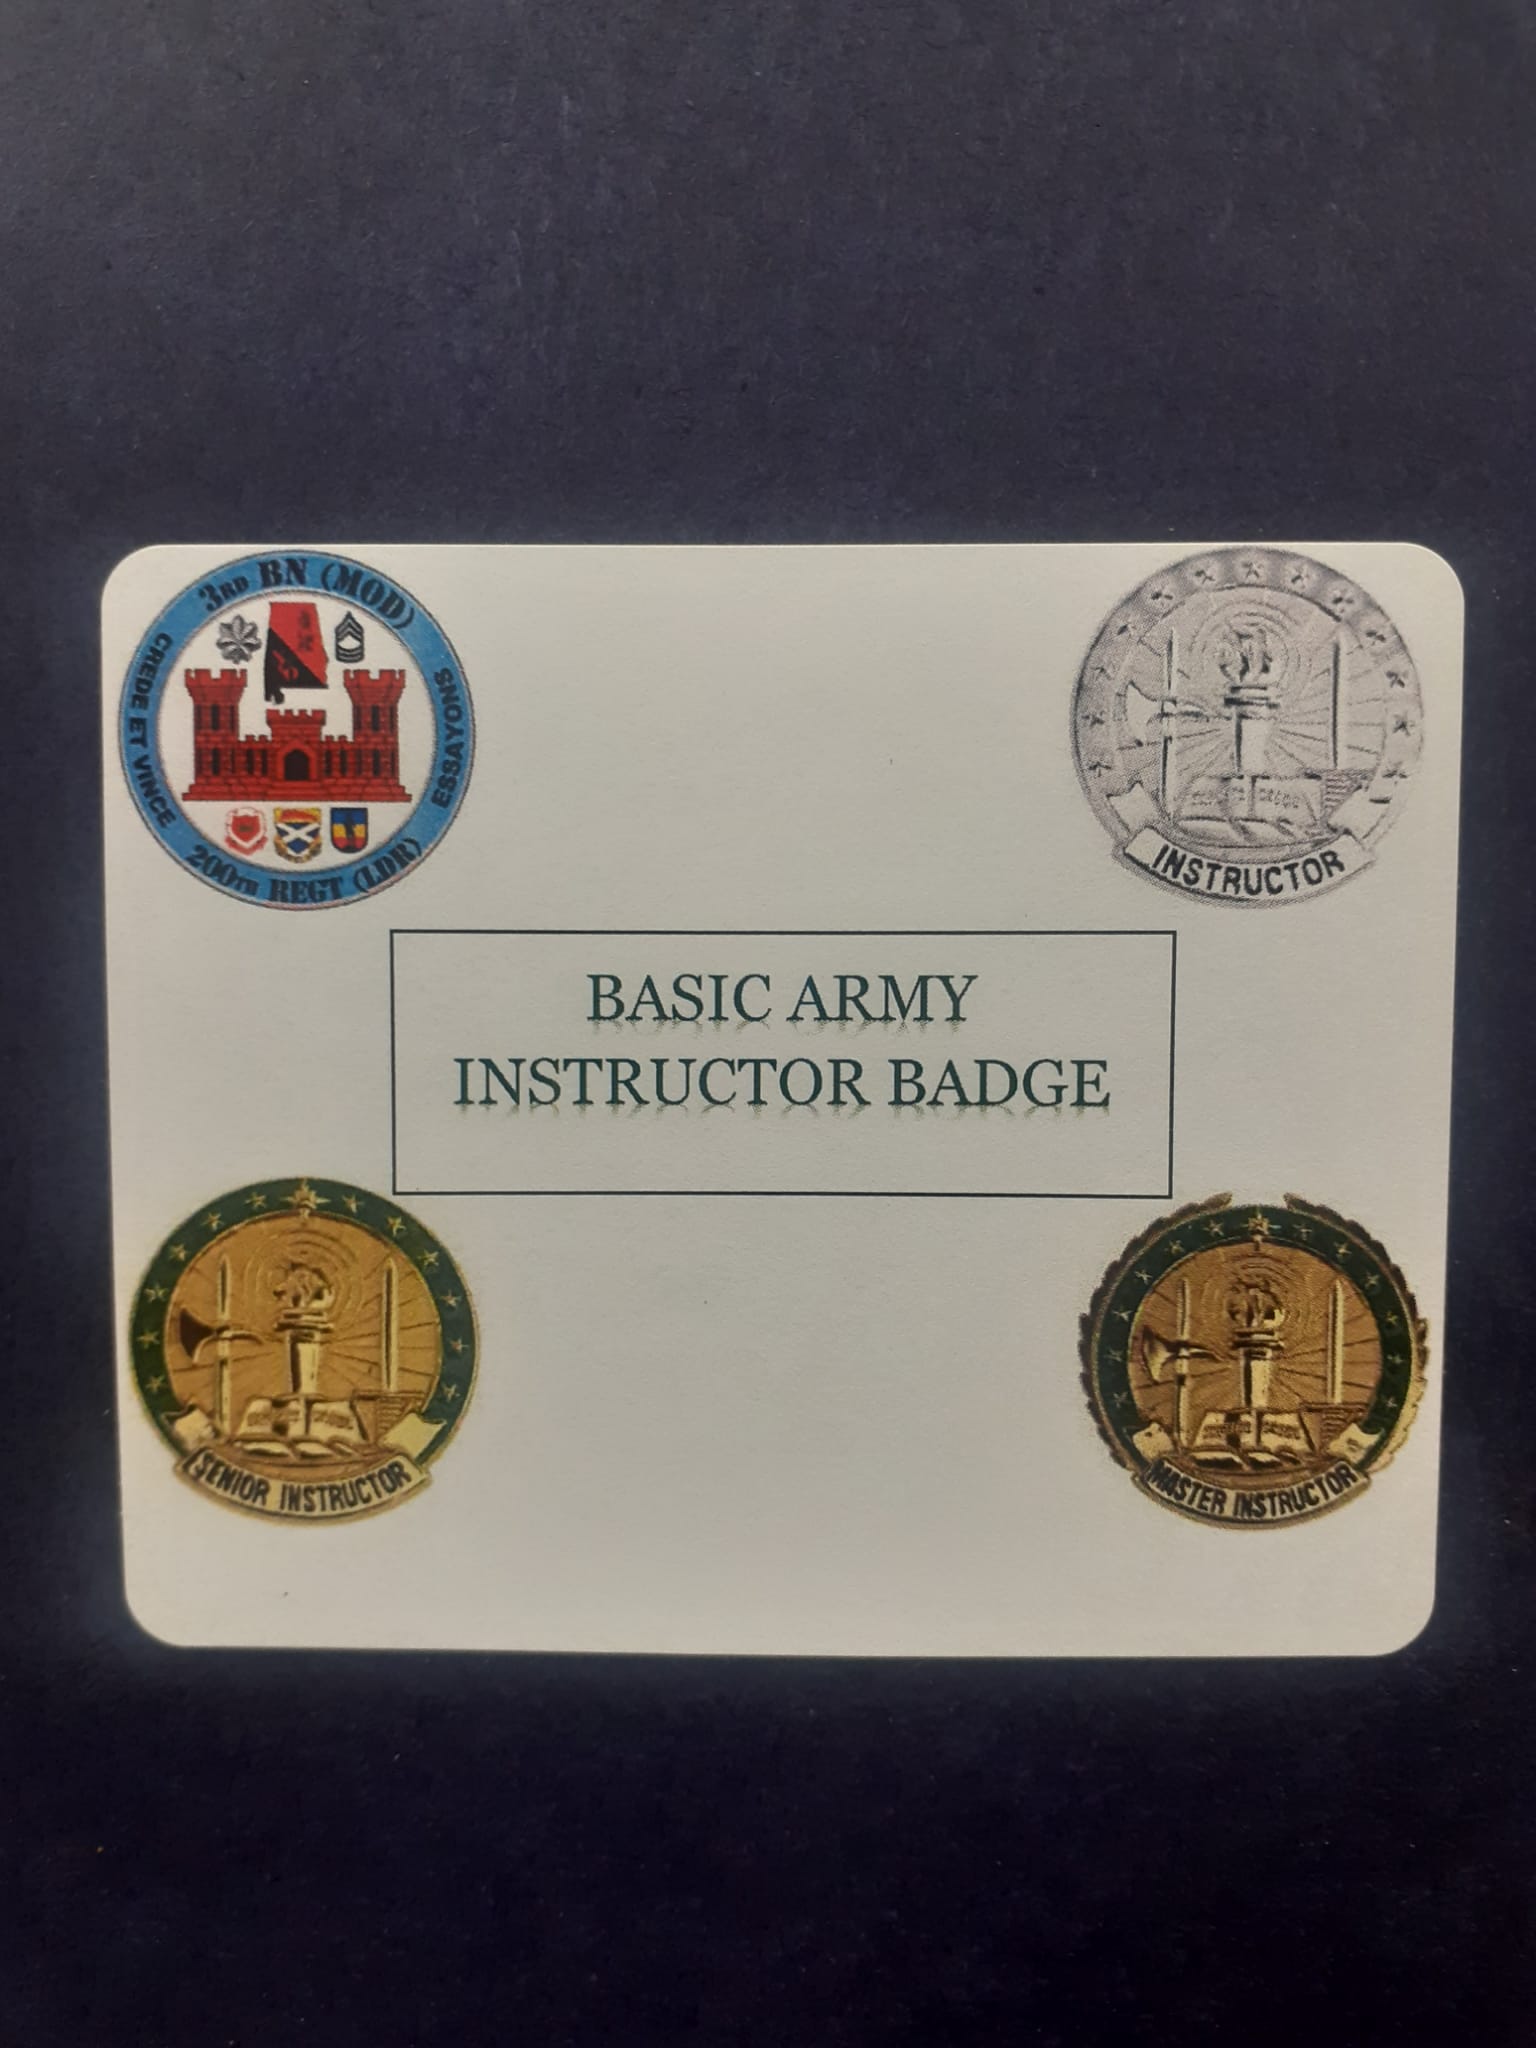 3RD BN (MOD)
CREDE ET VINCE
ESSAYONS
200TH REGT (LDR)
INSTRUCTOR
BASIC ARMY
INSTRUCTOR BADGE
SENIOR INSTRUCTOR
MASTER INSTRUCTOR